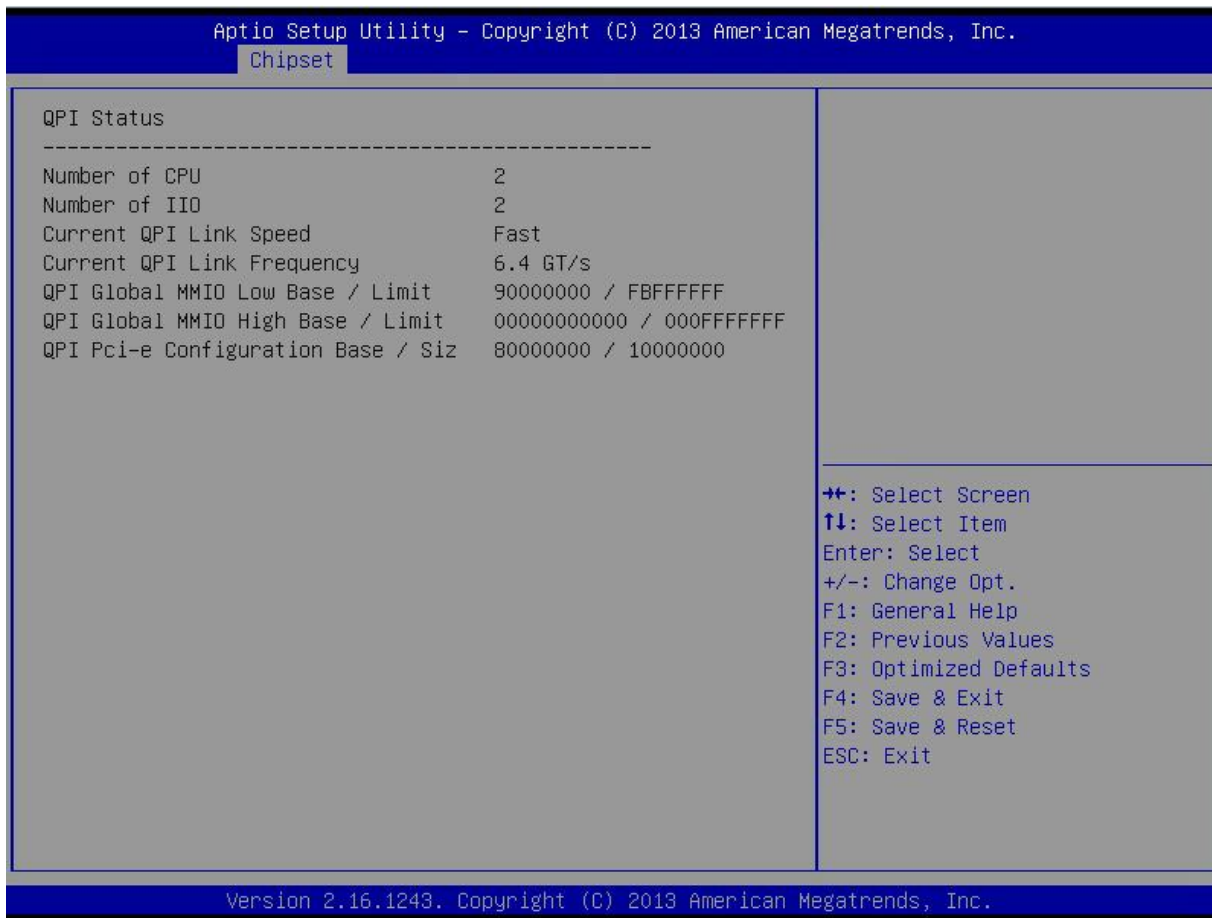 Aptio Setup Utility – Copyright (C) 2013 American Megatrends, Inc.
Chipset
QPI Status
--------------------------------------------------
Number of CPU 2
Number of IIO 2
Current QPI Link Speed Fast
Current QPI Link Frequency 6.4 GT/s
QPI Global MMIO Low Base / Limit 90000000 / FBFFFFFF
QPI Global MMIO High Base / Limit 00000000000 / 000FFFFFFF
QPI Pci-e Configuration Base / Siz 80000000 / 10000000
→←: Select Screen
↑↓: Select Item
Enter: Select
+/-: Change Opt.
F1: General Help
F2: Previous Values
F3: Optimized Defaults
F4: Save & Exit
F5: Save & Reset
ESC: Exit
Version 2.16.1243. Copyright (C) 2013 American Megatrends, Inc.